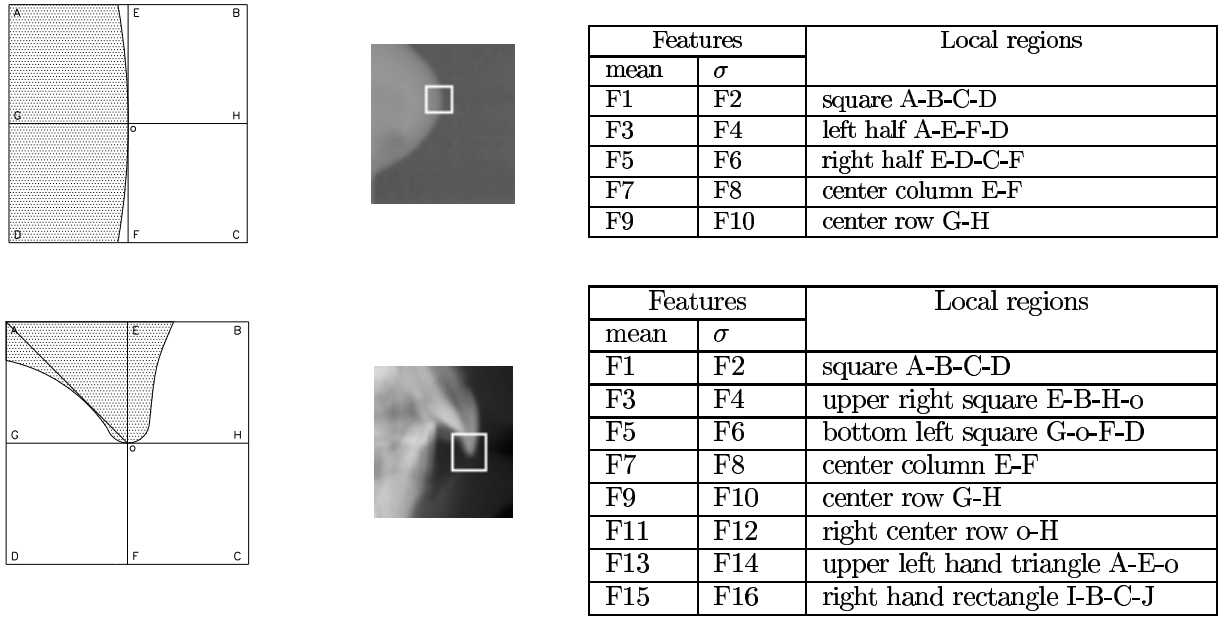 A E B
G H
o
D F C
Features Local regions
mean σ
F1 F2 square A-B-C-D
F3 F4 left half A-E-F-D
F5 F6 right half E-D-C-F
F7 F8 center column E-F
F9 F10 center row G-H
A E B
G H
o
D F C
Features Local regions
mean σ
F1 F2 square A-B-C-D
F3 F4 upper right square E-B-H-o
F5 F6 bottom left square G-o-F-D
F7 F8 center column E-F
F9 F10 center row G-H
F11 F12 right center row o-H
F13 F14 upper left hand triangle A-E-o
F15 F16 right hand rectangle I-B-C-J